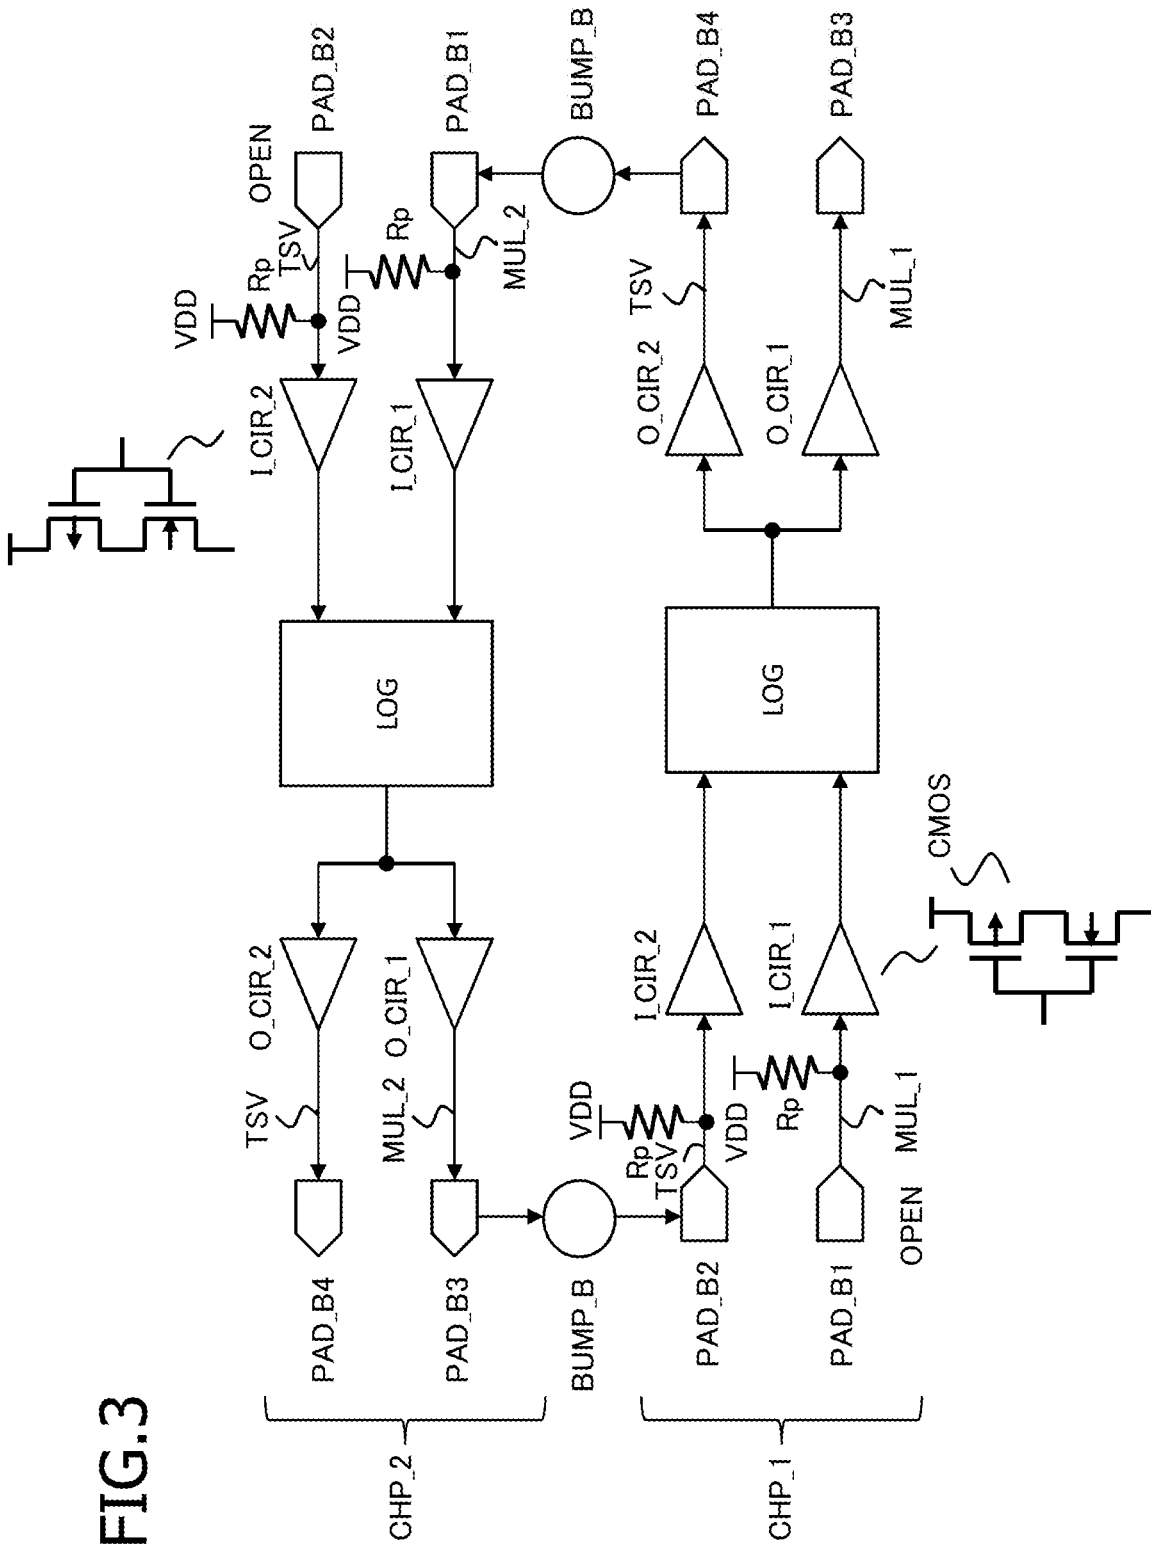 FIG.3
CHP_2
PAD_B4
TSV
O_CIR_2
LOG
I_CIR_2
VDD
Rp
TSV
OPEN
PAD_B2
PAD_B3
MUL_2
O_CIR_1
I_CIR_1
VDD
Rp
MUL_2
PAD_B1
BUMP_B
BUMP_B
CHP_1
PAD_B2
VDD
Rp
TSV
I_CIR_2
LOG
O_CIR_2
TSV
PAD_B4
PAD_B1
OPEN
VDD
Rp
MUL_1
I_CIR_1
CMOS
O_CIR_1
MUL_1
PAD_B3